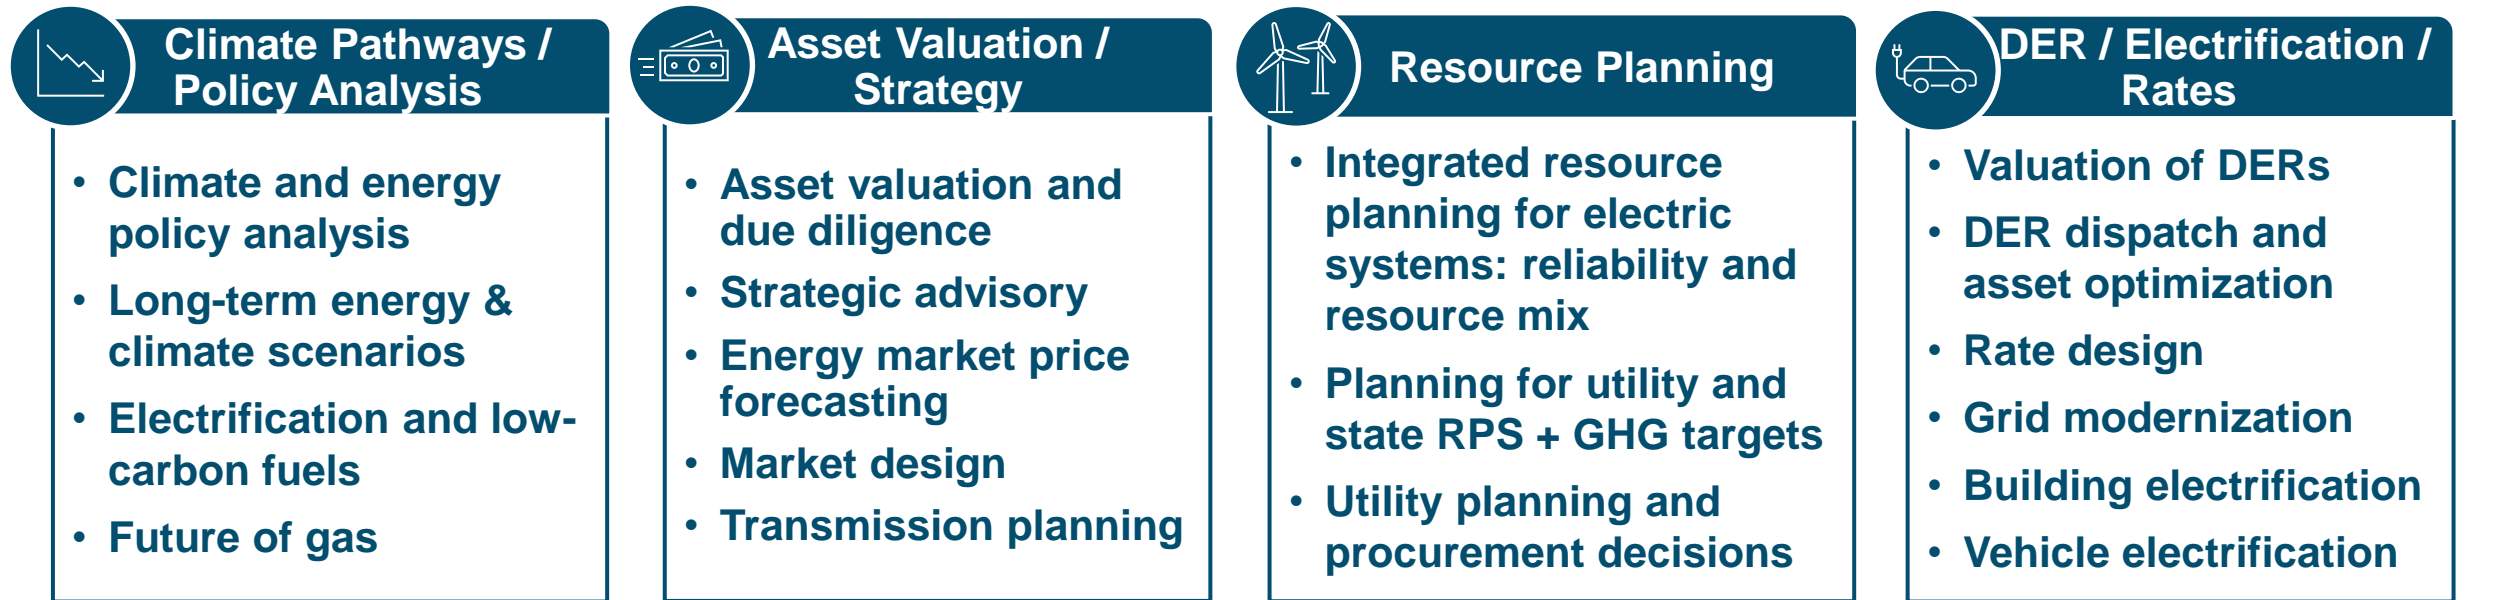 Climate Pathways /
Policy Analysis
• Climate and energy
policy analysis
• Long-term energy &
climate scenarios
• Electrification and low-
carbon fuels
• Future of gas
Asset Valuation /
Strategy
• Asset valuation and
due diligence
• Strategic advisory
• Energy market price
forecasting
• Market design
• Transmission planning
Resource Planning
• Integrated resource
planning for electric
systems: reliability and
resource mix
• Planning for utility and
state RPS + GHG targets
• Utility planning and
procurement decisions
DER / Electrification /
Rates
• Valuation of DERs
• DER dispatch and
asset optimization
• Rate design
• Grid modernization
• Building electrification
• Vehicle electrification